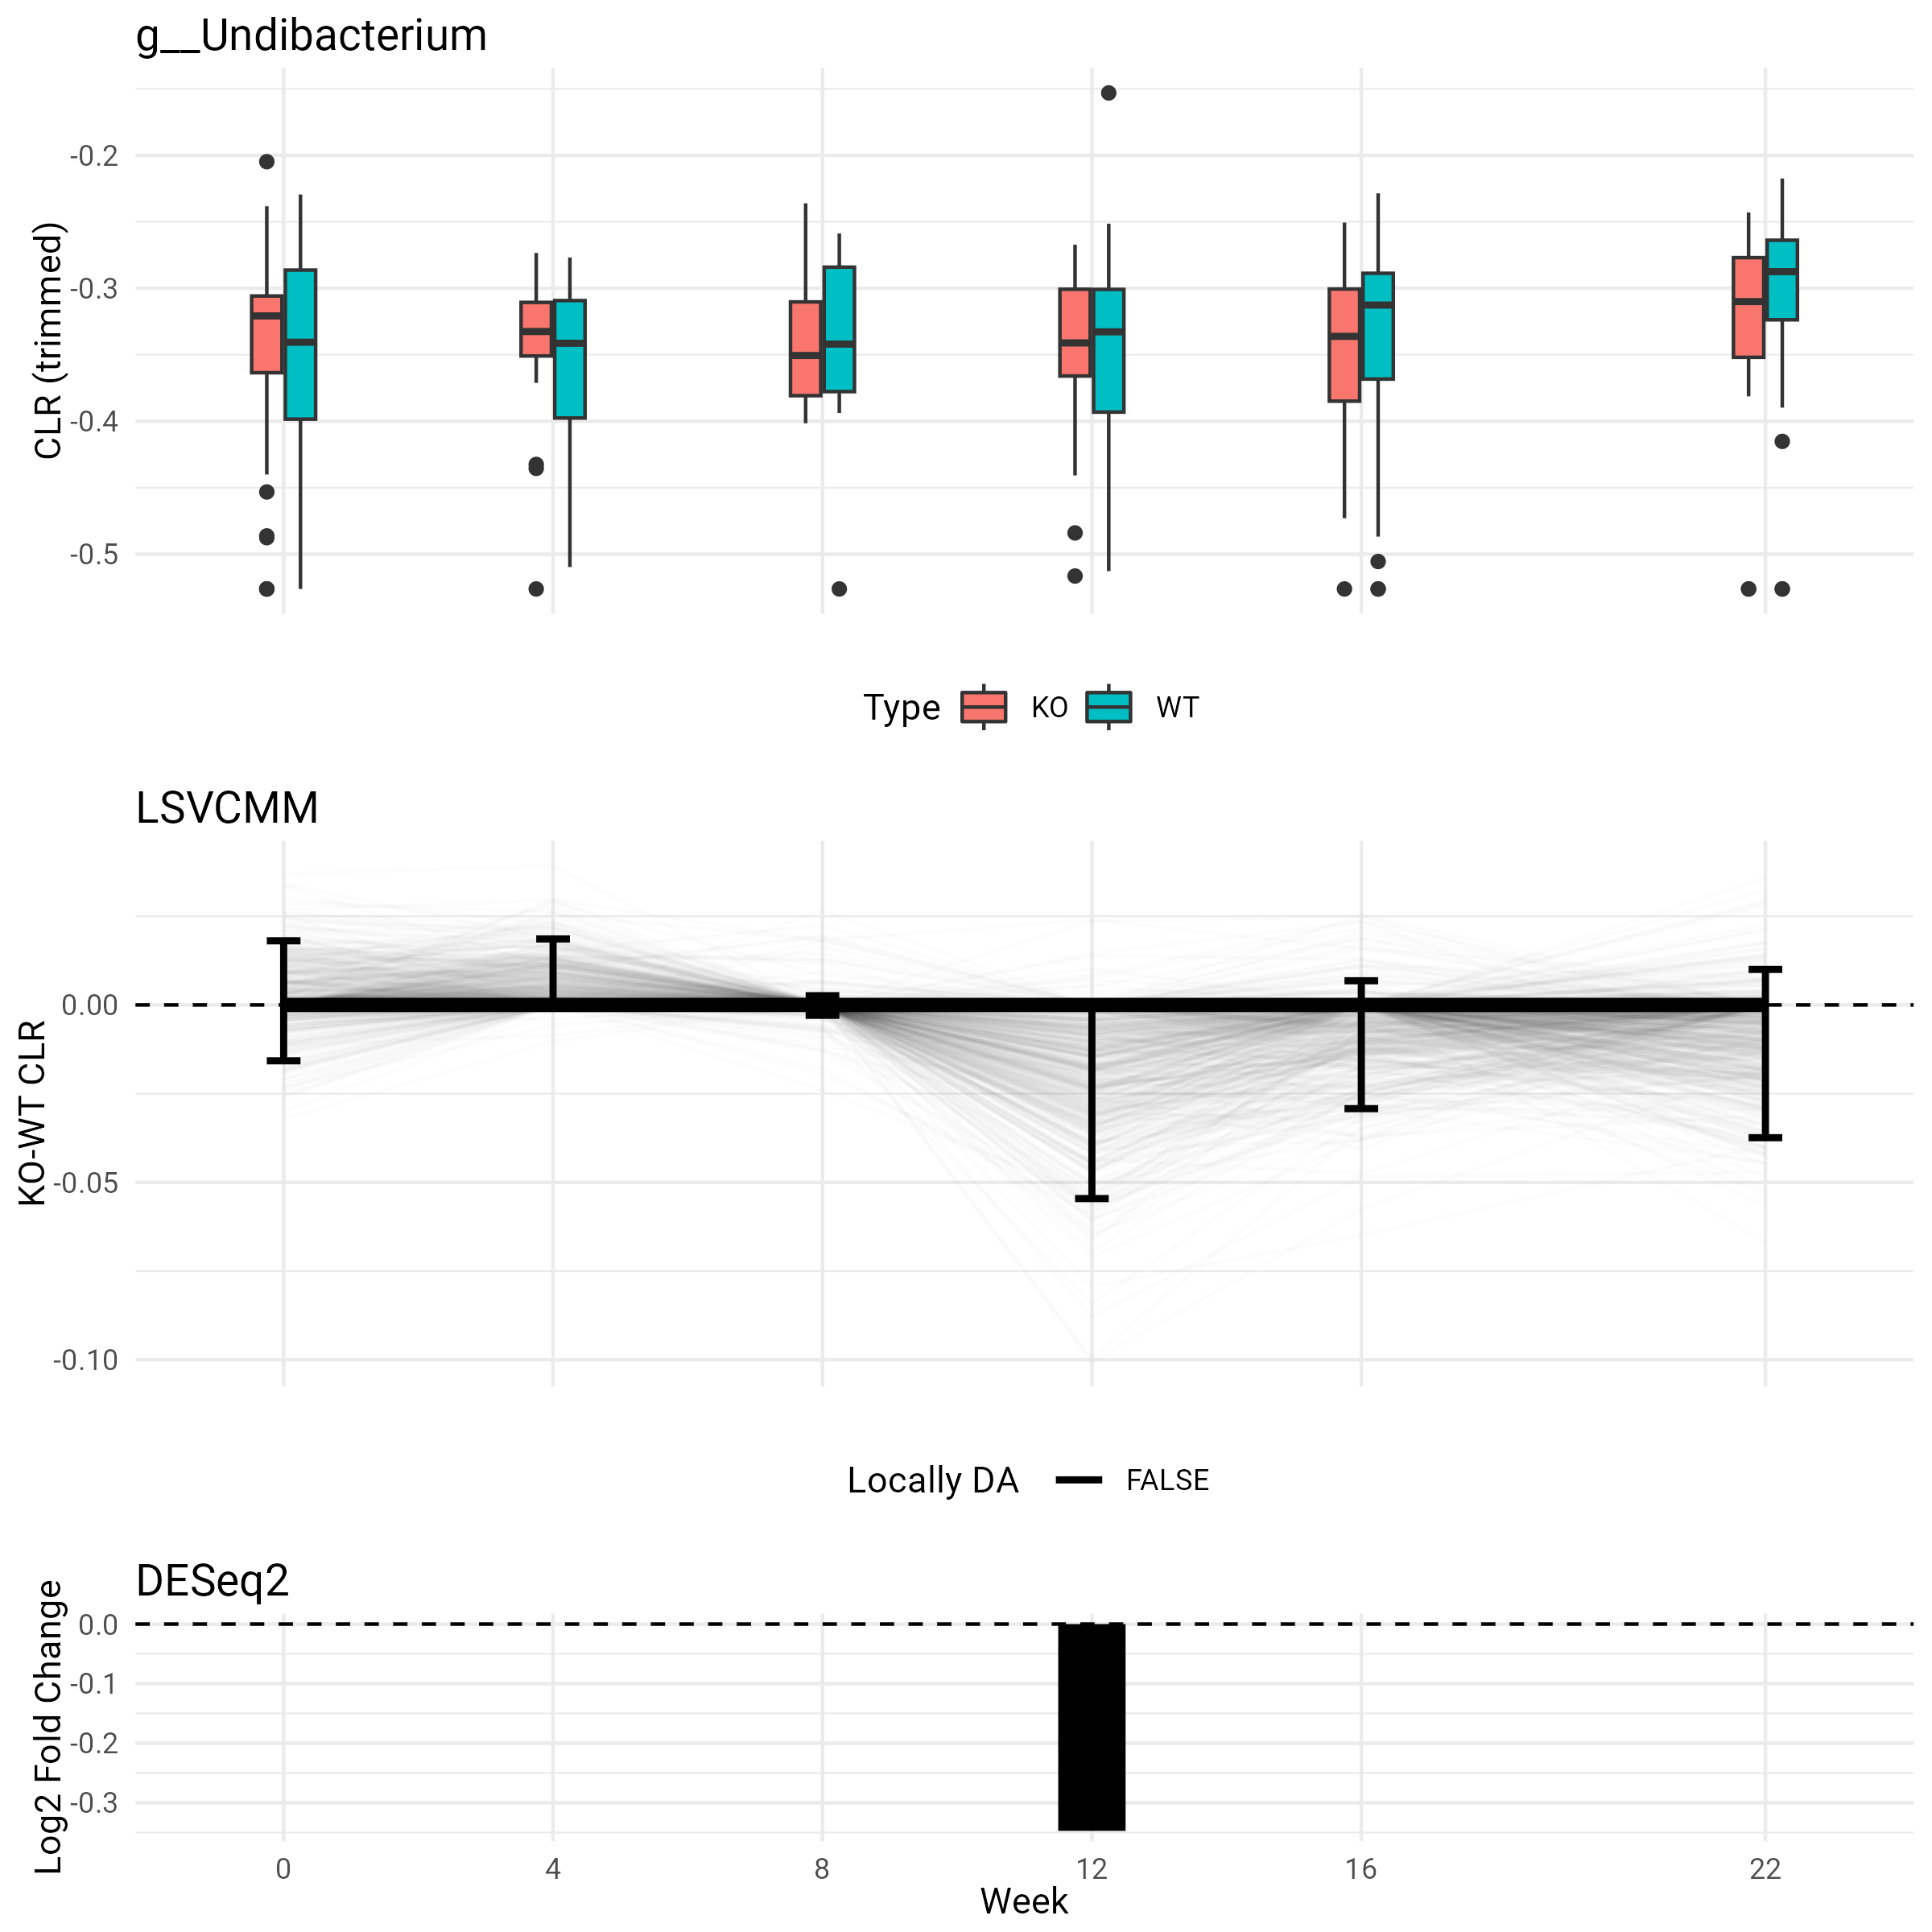 g__Undibacterium
CLR (trimmed)
-0.2
-0.3
-0.4
-0.5
Type KO WT
LSVCMM
KO-WT CLR
0.00
-0.05
-0.10
Locally DA FALSE
DESeq2
Log2 Fold Change
0.0
-0.1
-0.2
-0.3
0 4 8 12 16 22
Week